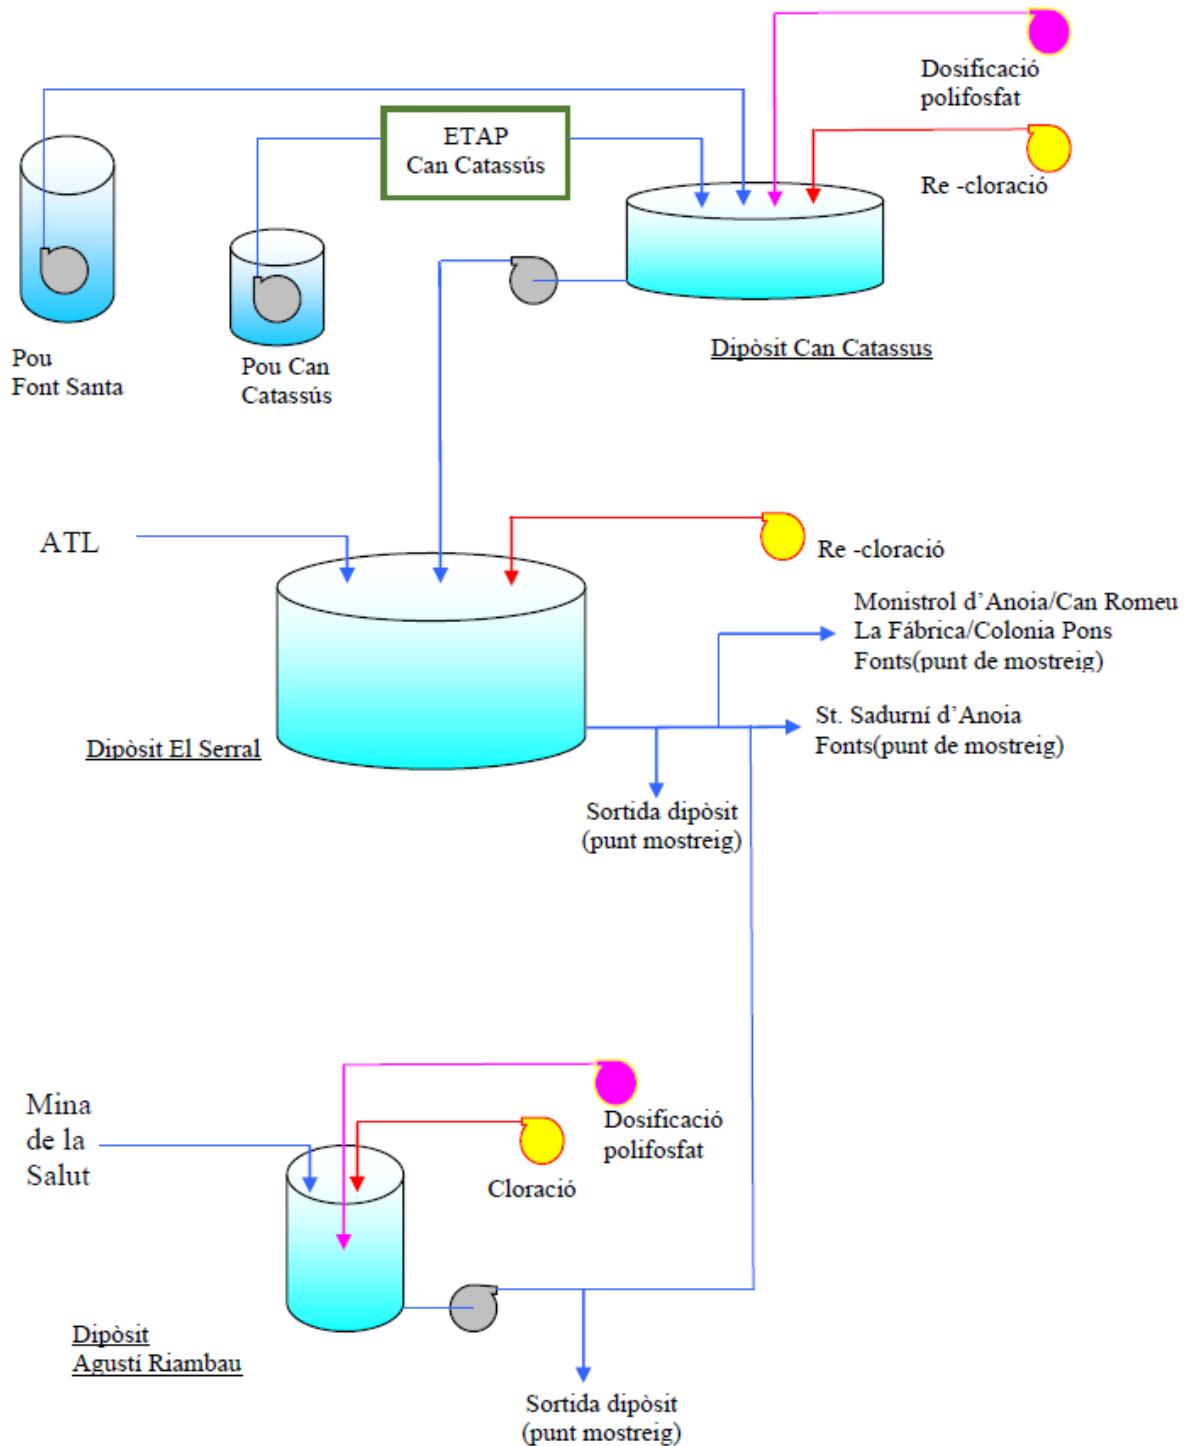 Dosificació
polifosfat
ETAP
Can Catassús
Re -cloració
Dipòsit Can Catassus
Pou
Font Santa
Pou Can
Catassús
ATL
Re -cloració
Monistrol d’Anoia/Can Romeu
La Fábrica/Colonia Pons
Fonts(punt de mostreig)
St. Sadurní d’Anoia
Fonts(punt de mostreig)
Dipòsit El Serral
Sortida dipòsit
(punt mostreig)
Mina
de la
Salut
Dosificació
polifosfat
Cloració
Dipòsit
Agustí Riambau
Sortida dipòsit
(punt mostreig)